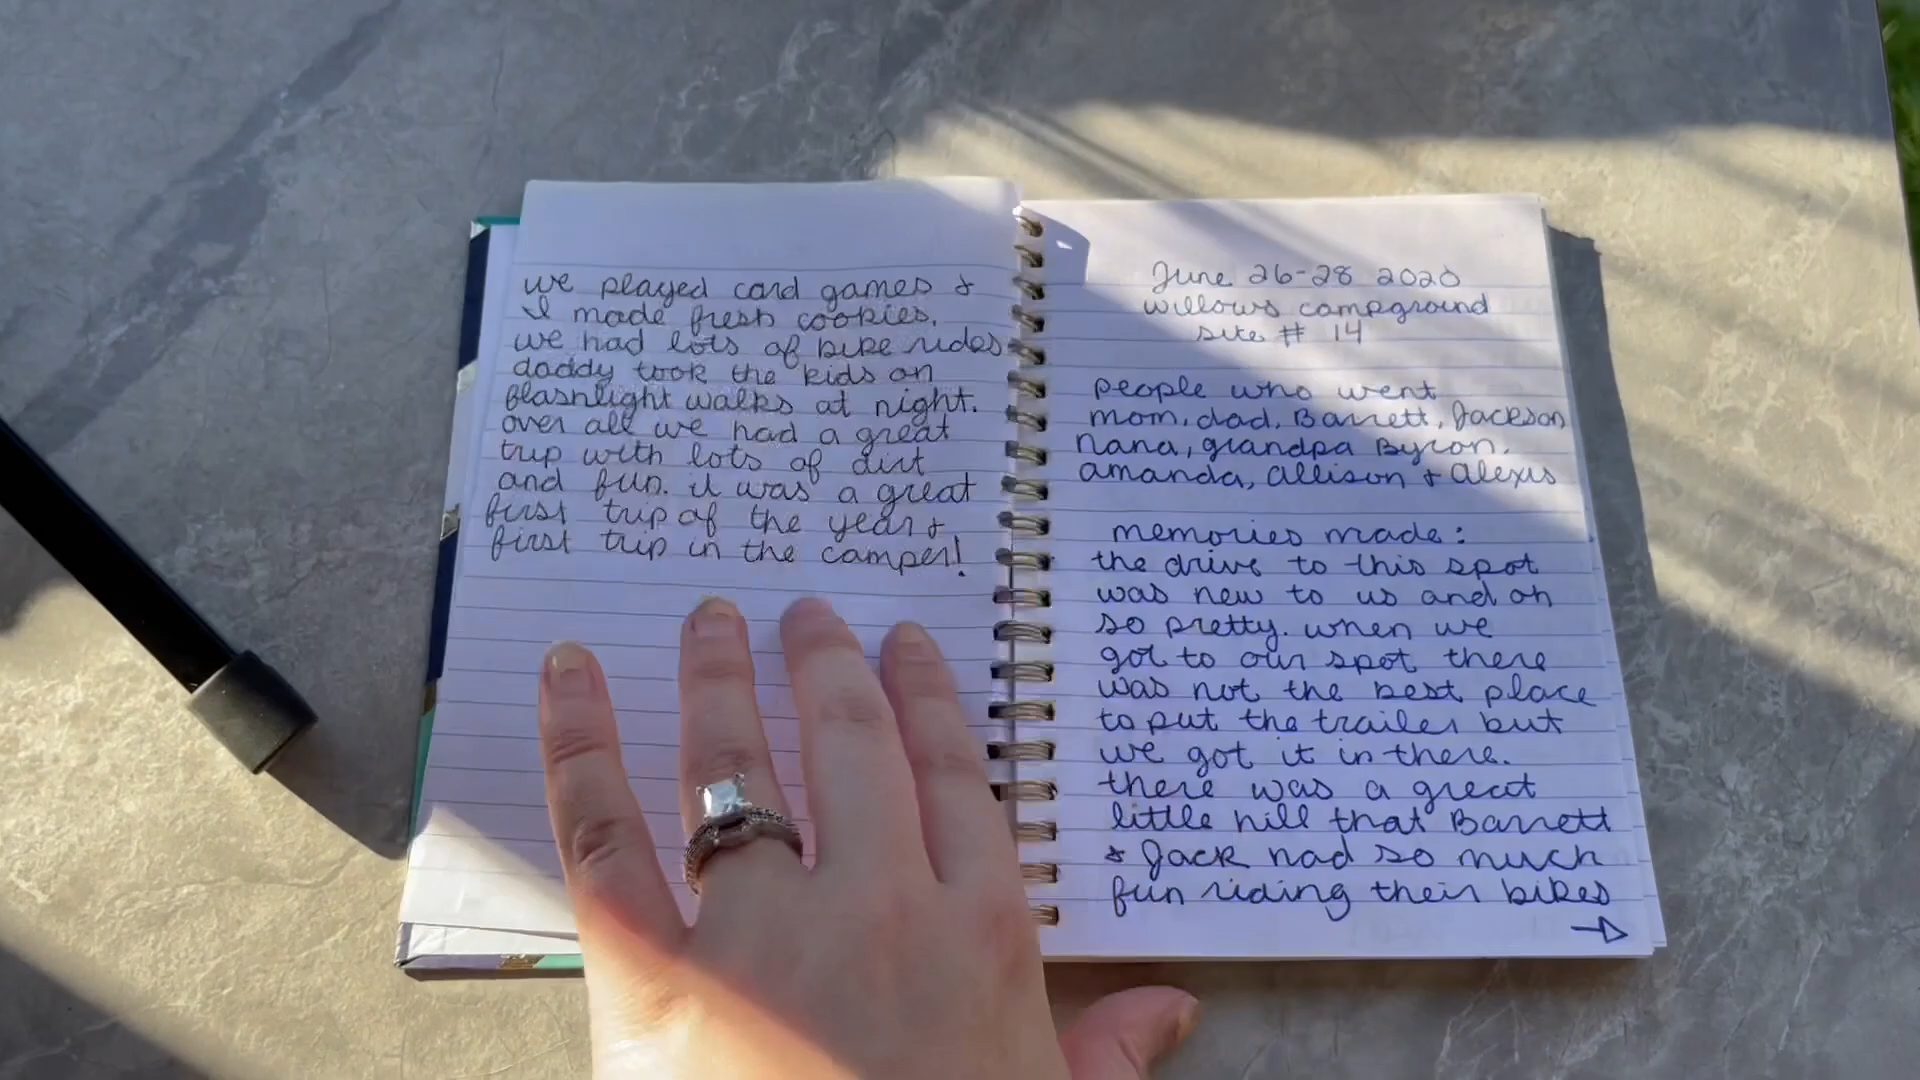 we played card games &
I made fresh cookies.
we had lots of bike rides
daddy took the kids on
flashlight walks at night.
over all we had a great
trip with lots of dirt
and fun. it was a great
first trip of the year &
first trip in the camper!
June 26-28 2020
willows campground
site # 14
people who went
mom, dad, Barrett, Jackson
Nana, grandpa Byron,
amanda, allison & alexis
memories made:
the drive to this spot
was new to us and oh
so pretty. when we
got to our spot there
was not the best place
to put the trailer but
we got it in there.
there was a great
little hill that Barrett
& Jack had so much
fun riding their bikes
→